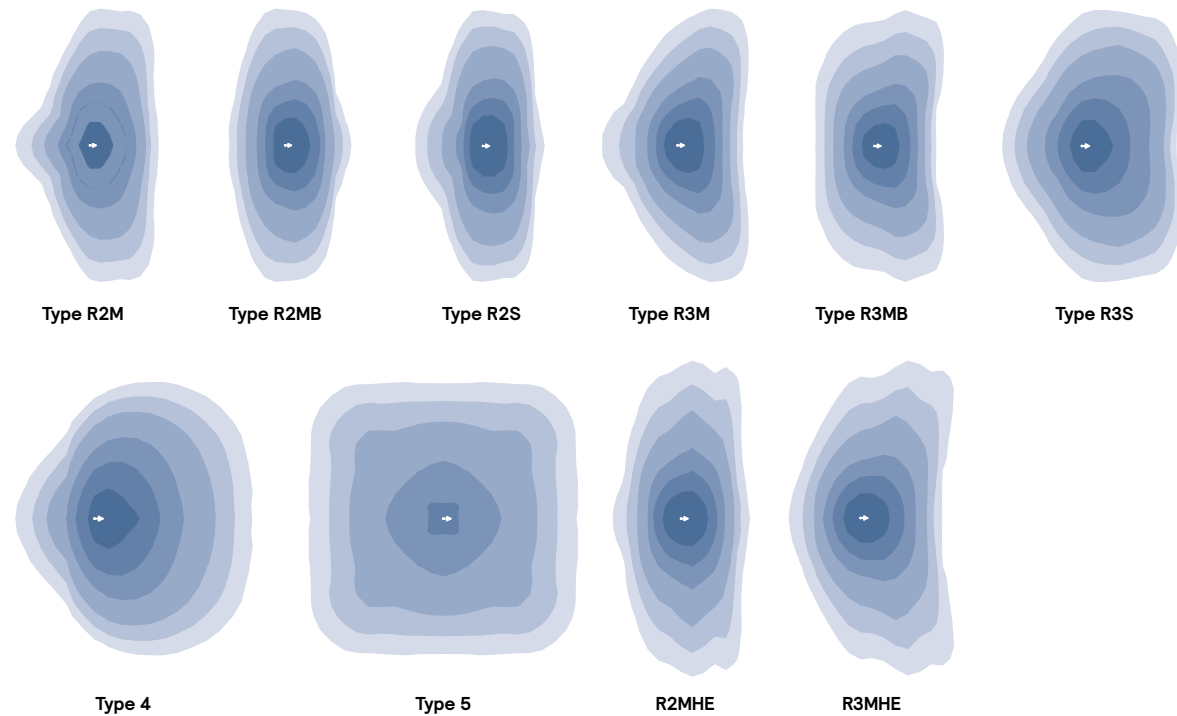 Type R2M
Type R2MB
Type R2S
Type R3M
Type R3MB
Type R3S
Type 4
Type 5
R2MHE
R3MHE